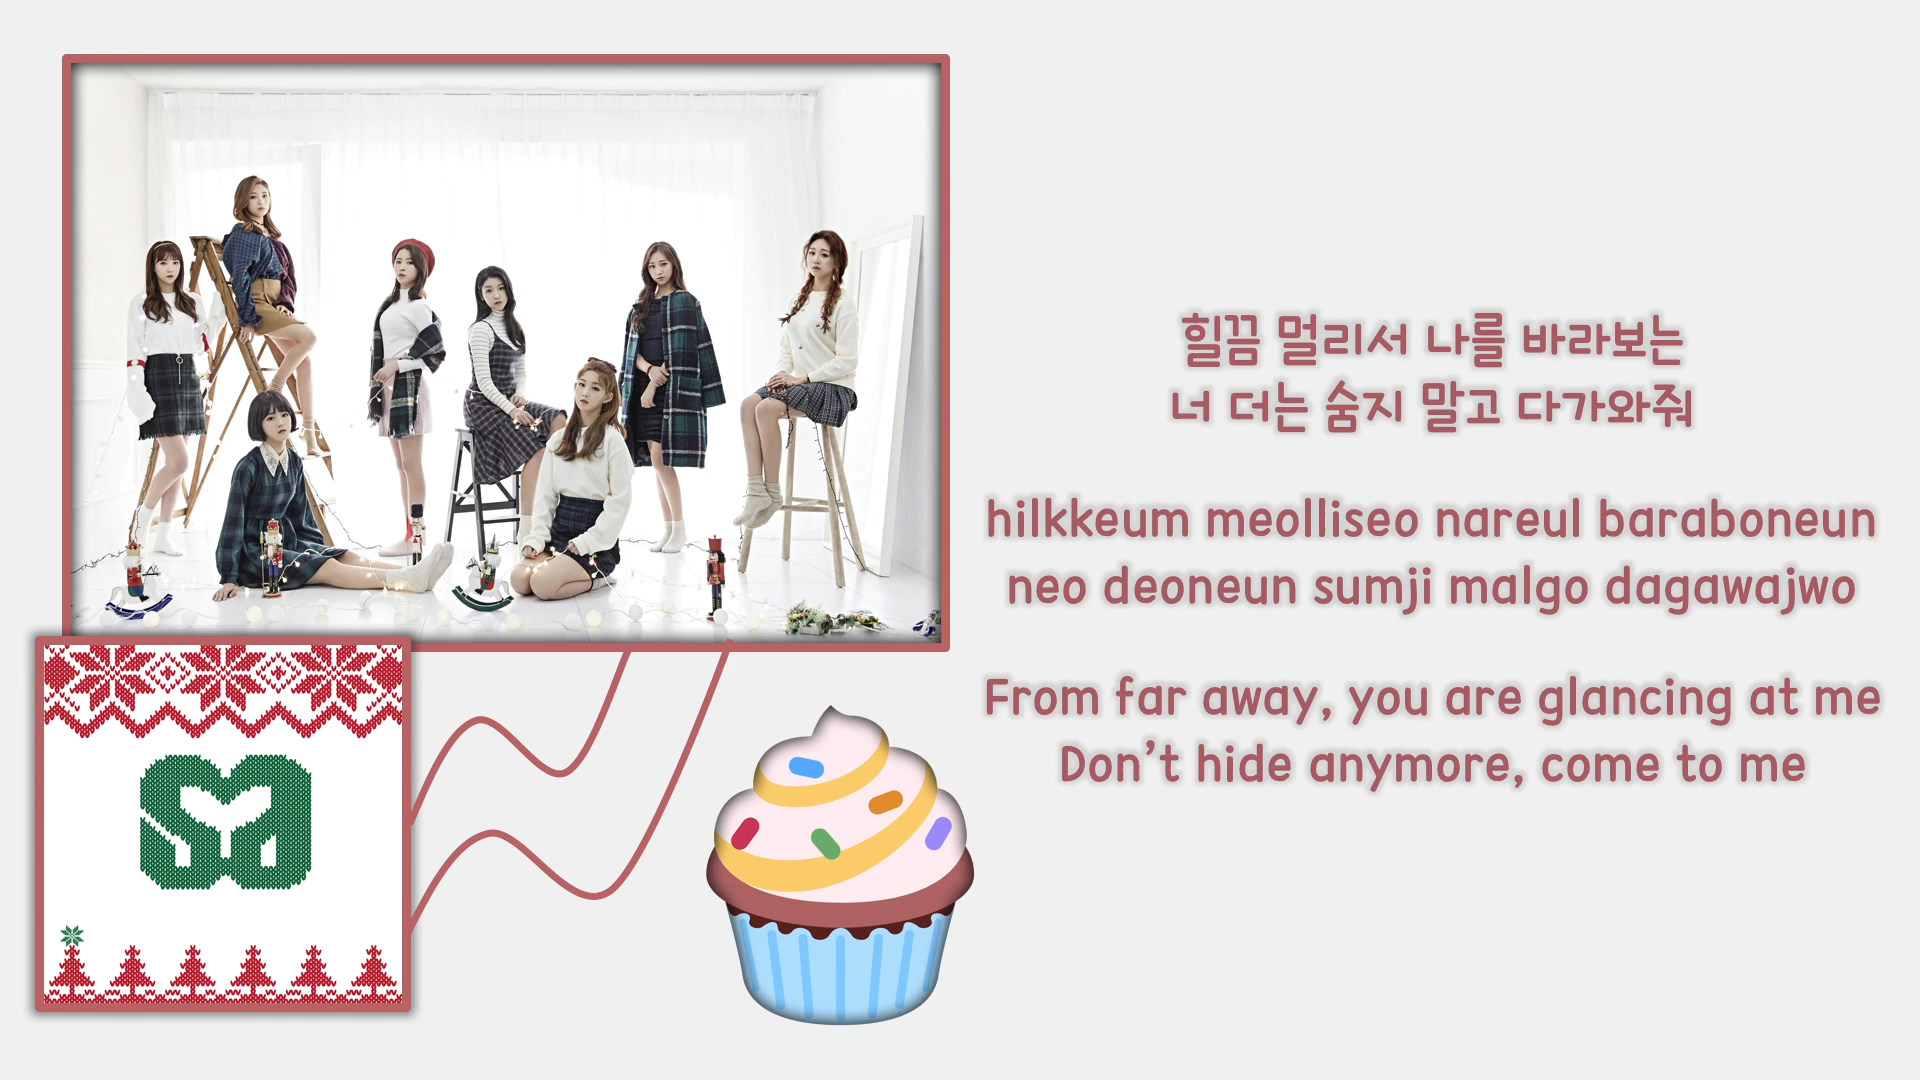 힐끔 멀리서 나를 바라보는
너 더는 숨지 말고 다가와줘
hilkkeum meolliseo nareul baraboneun
neo deoneun sumji malgo dagawajwo
From far away, you are glancing at me
Don’t hide anymore, come to me